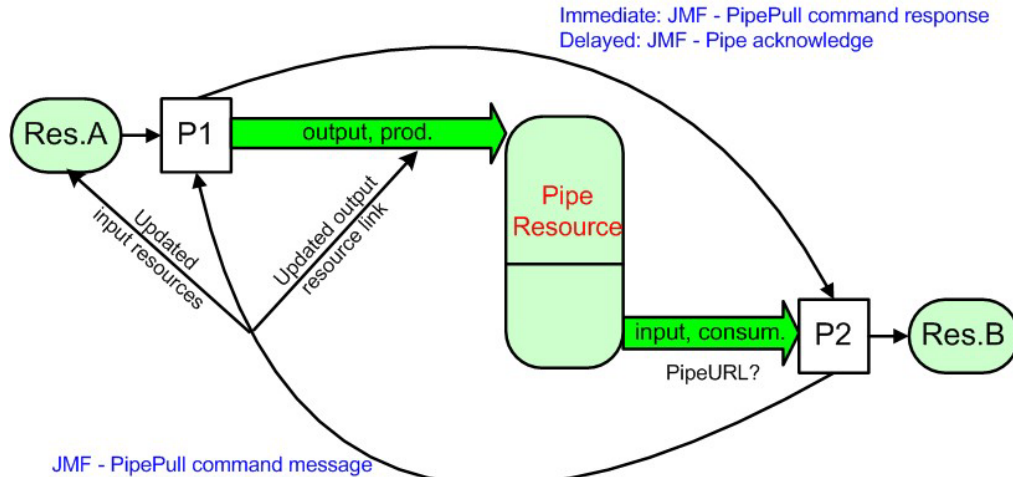 Immediate: JMF - PipePull command response
Delayed: JMF - Pipe acknowledge
Res.A
P1
output, prod.
Pipe
Resource
Updated
input resources
Updated output
resource link
input, consum.
P2
Res.B
PipeURL?
JMF - PipePull command message